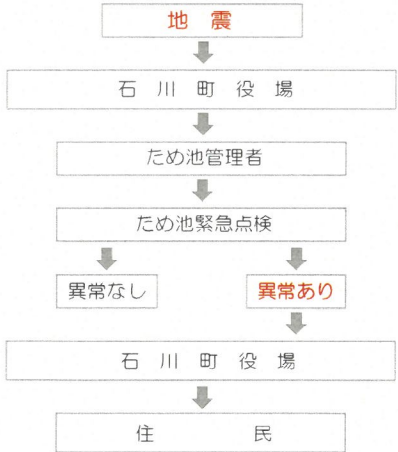 地震
石川町役場
ため池管理者
ため池緊急点検
異常なし 異常あり
石川町役場
住民